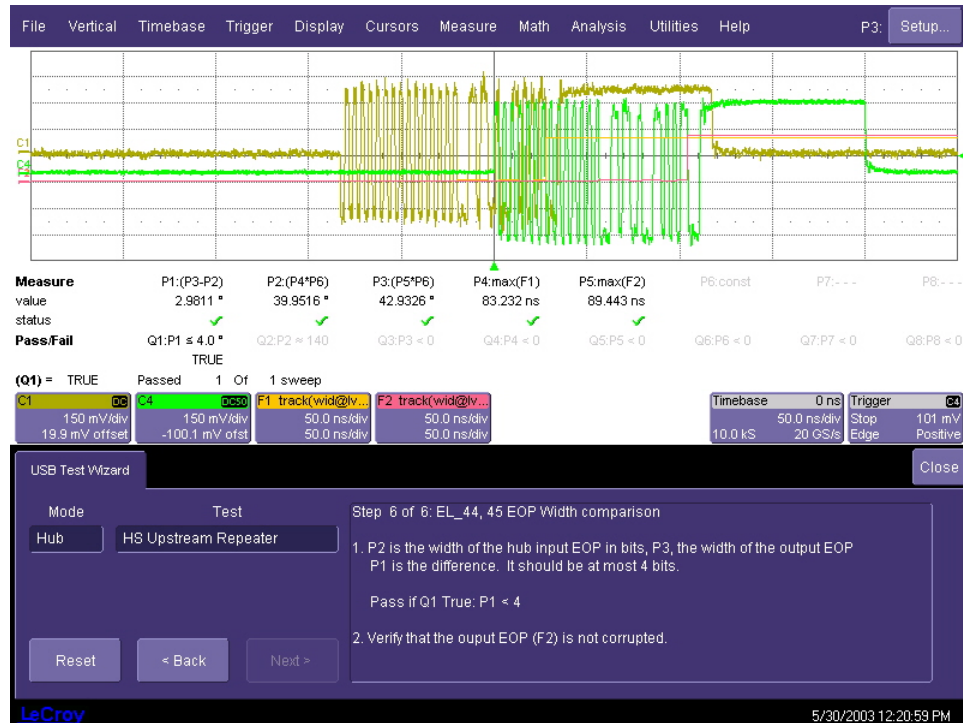 File Vertical Timebase Trigger Display Cursors Measure Math Analysis Utilities Help P3: Setup...
C1
C4
Measure P1:(P3-P2) P2:(P4*P6) P3:(P5*P6) P4:max(F1) P5:max(F2) P6:const P7:- - - P8:- - -
value 2.9811 ° 39.9516 ° 42.9326 ° 83.232 ns 89.443 ns
status ✓ ✓ ✓ ✓ ✓
Pass/Fail Q1:P1 ≤ 4.0 ° Q2:P2 ≈ 140 Q3:P3 < 0 Q4:P4 < 0 Q5:P5 < 0 Q6:P6 < 0 Q7:P7 < 0 Q8:P8 < 0
TRUE
(Q1) = TRUE Passed 1 Of 1 sweep
C1 DC C4 DC50 F1 track(wid@lv... F2 track(wid@lv... Timebase 0 ns Trigger C4
150 mV/div 150 mV/div 50.0 ns/div 50.0 ns/div 50.0 ns/div Stop 101 mV
19.9 mV offset -100.1 mV ofst 50.0 ns/div 50.0 ns/div 10.0 kS 20 GS/s Edge Positive
USB Test Wizard Close
Mode Test
Hub HS Upstream Repeater
Step 6 of 6: EL_44, 45 EOP Width comparison
1. P2 is the width of the hub input EOP in bits, P3, the width of the output EOP
P1 is the difference. It should be at most 4 bits.
Pass if Q1 True: P1 < 4
2. Verify that the ouput EOP (F2) is not corrupted.
Reset < Back Next >
LeCroy 5/30/2003 12:20:59 PM